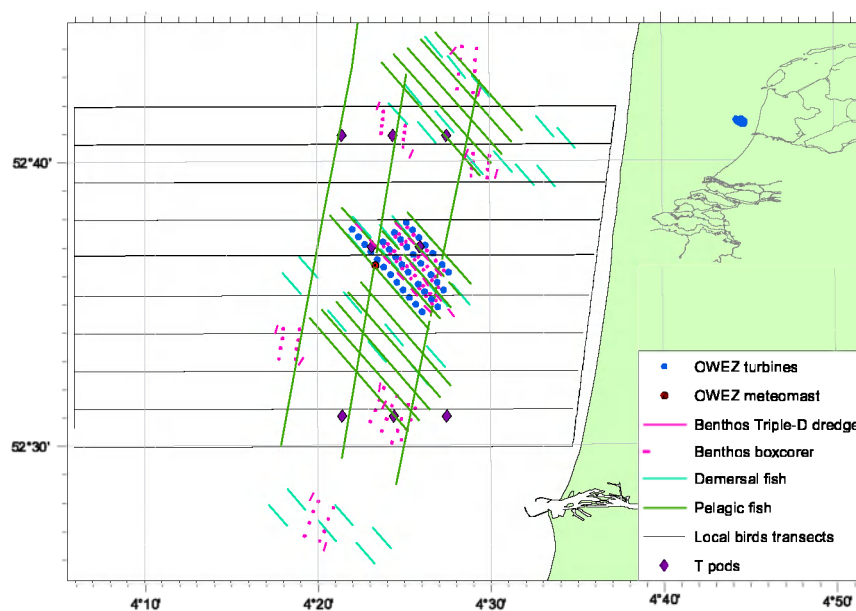 52°40'
52°30'
OWEZ turbines
OWEZ meteomast
Benthos Triple-D dredge
Benthos boxcorer
Demersal fish
Pelagic fish
Local birds transects
T pods
4°10' 4°20' 4°30' 4°40' 4°50'